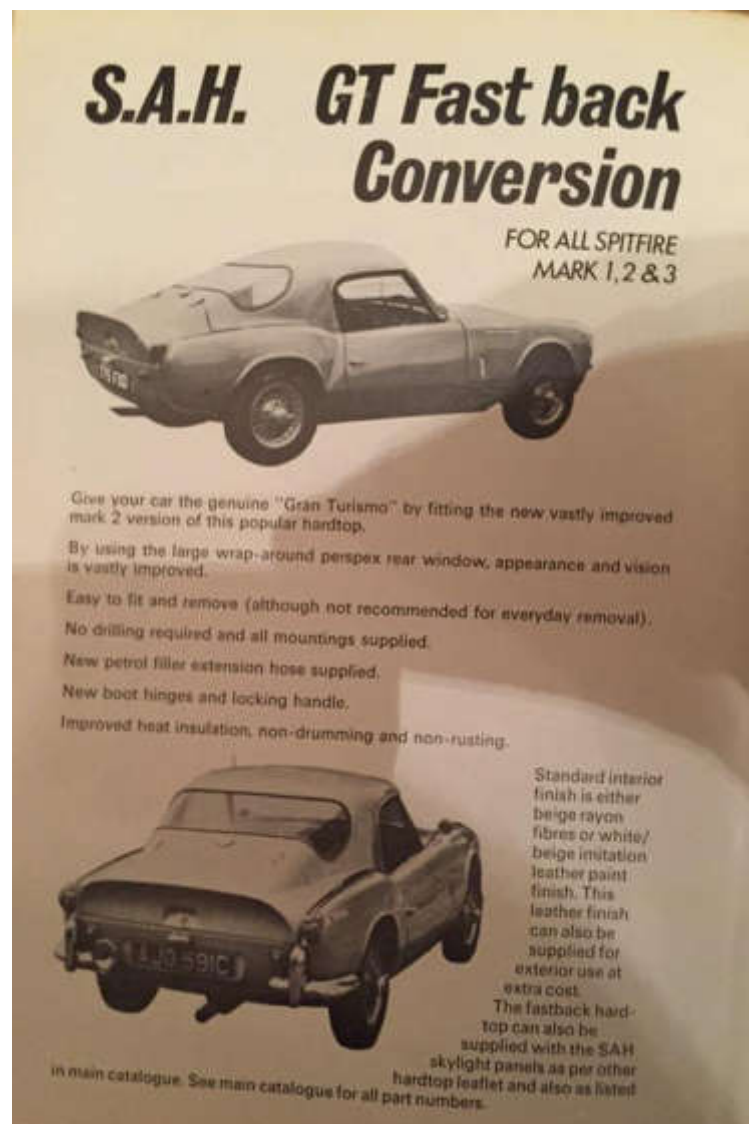 S.A.H. GT Fast back
Conversion
FOR ALL SPITFIRE
MARK 1, 2 & 3
Give your car the genuine "Gran Turismo" by fitting the new vastly improved
mark 2 version of this popular hardtop.
By using the large wrap-around perspex rear window, appearance and vision
is vastly improved.
Easy to fit and remove (although not recommended for everyday removal).
No drilling required and all mountings supplied.
New petrol filler extension hose supplied.
New boot hinges and locking handle.
Improved heat insulation, non-drumming and non-rusting.
Standard interior
finish is either
beige rayon
fibres or white/
beige imitation
leather paint
finish. This
leather finish
can also be
supplied for
exterior use at
extra cost.
The fastback hard-
top can also be
supplied with the SAH
skylight panels as per other
hardtop leaflet and also as listed
in main catalogue. See main catalogue for all part numbers.